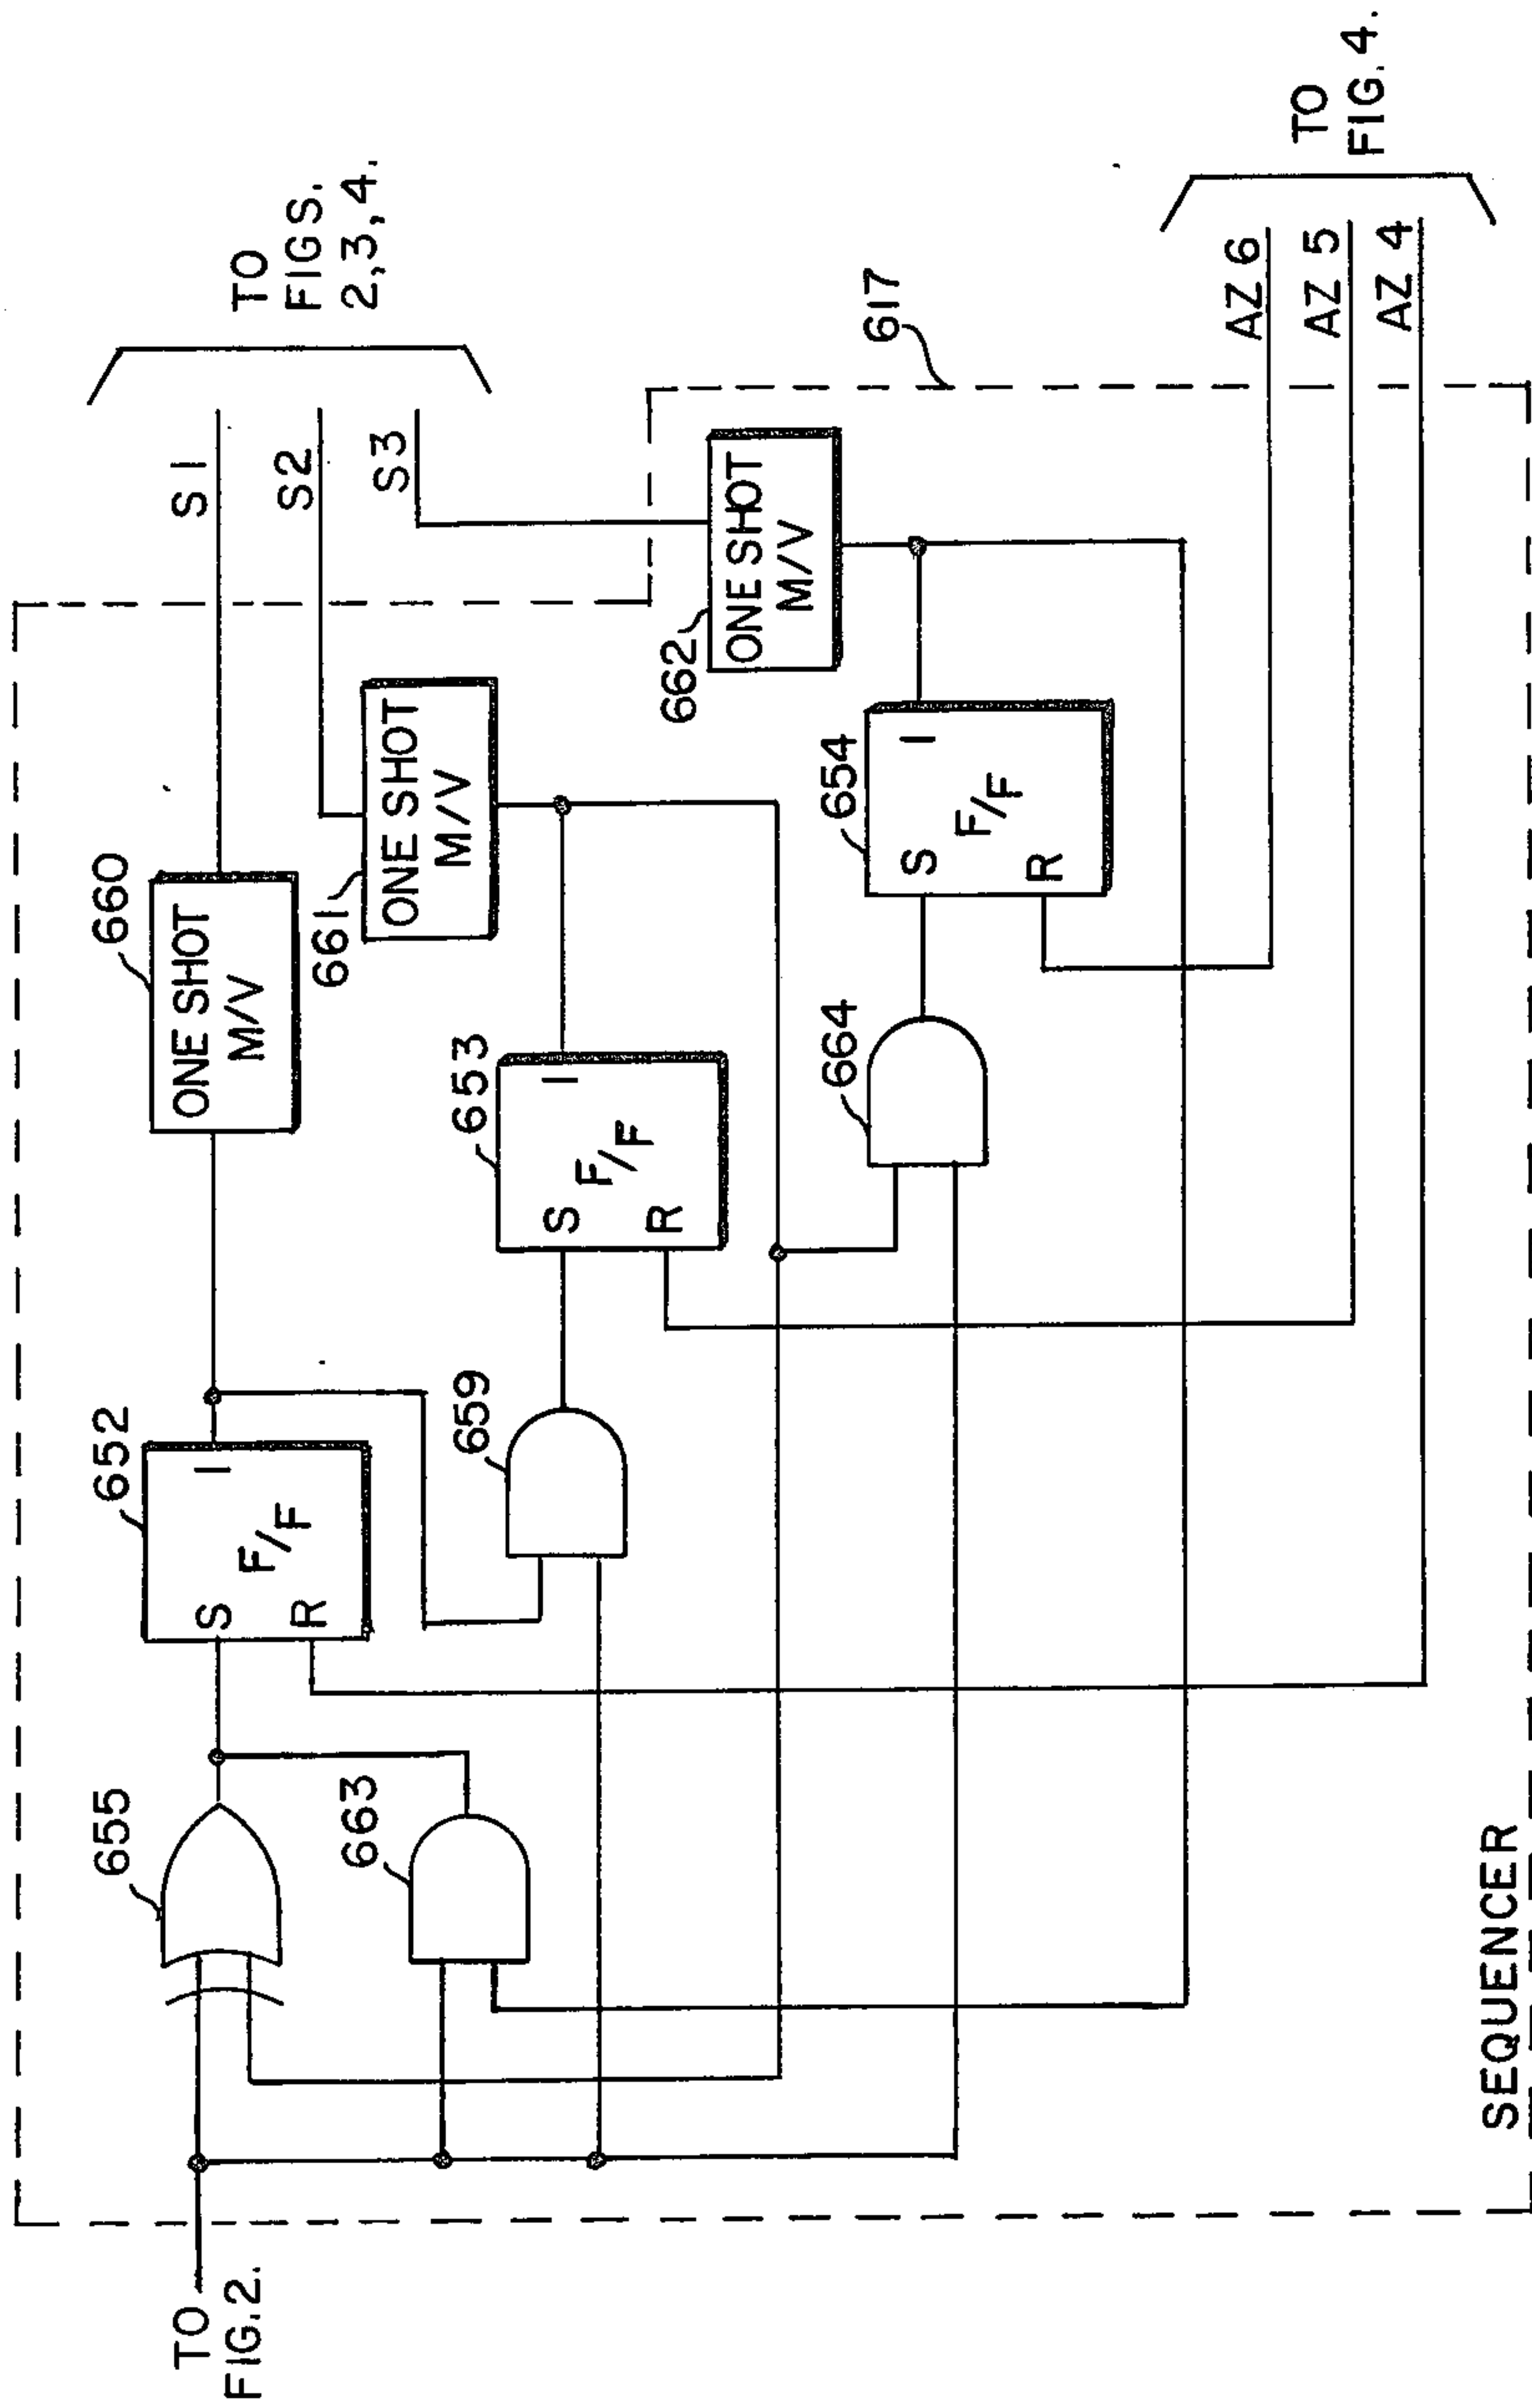 TO
FIG.2.
655
663
652
S
R
F/F
1
659
660
ONE SHOT
M/V
653
S
R
F/F
1
661
ONE SHOT
M/V
664
654
S
R
F/F
1
662
ONE SHOT
M/V
S1
S2
S3
TO
FIGS.
2,3,4.
617
AZ 6
AZ 5
AZ 4
TO
FIG. 4.
SEQUENCER